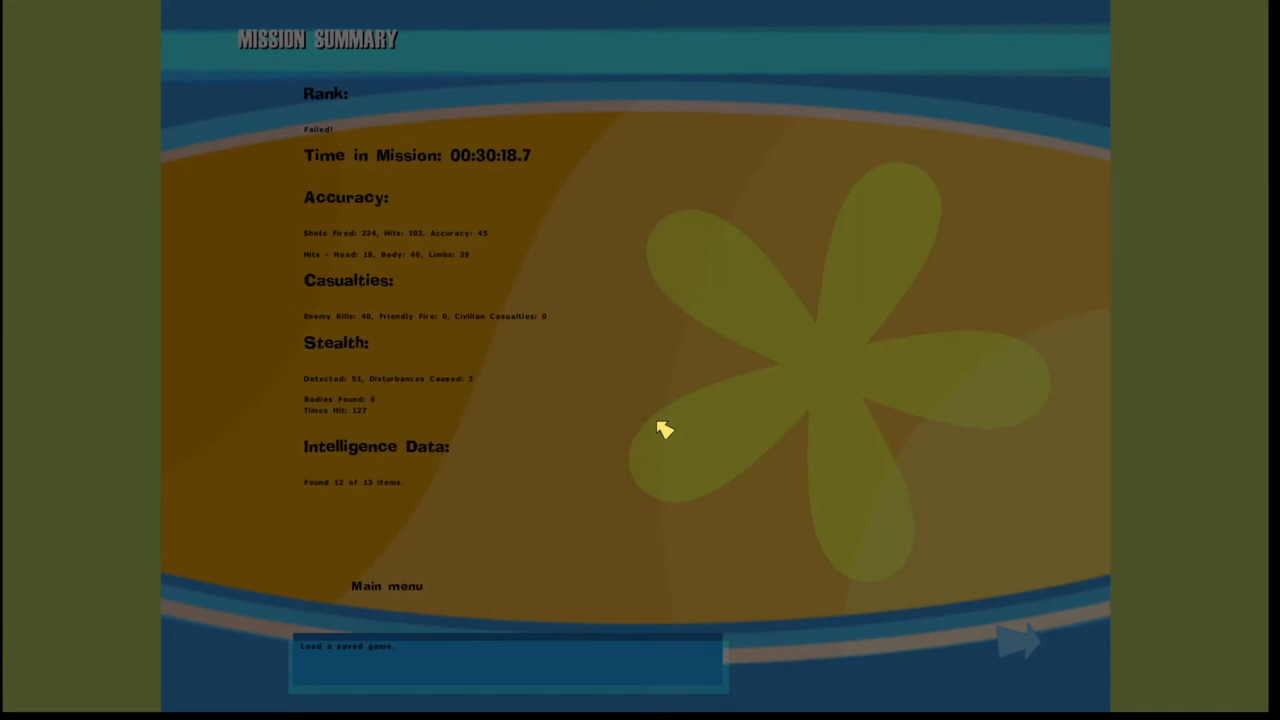 MISSION SUMMARY
Rank:
Failed!
Time in Mission: 00:30:18.7
Accuracy:
Shots Fired: 224, Hits: 103, Accuracy: 45
Hits - Head: 18, Body: 46, Limbs: 39
Casualties:
Enemy Kills: 40, Friendly Fire: 0, Civilian Casualties: 0
Stealth:
Detected: 51, Disturbances Caused: 3
Bodies Found: 6
Times Hit: 127
Intelligence Data:
Found 12 of 13 items.
Main menu
Load a saved game.